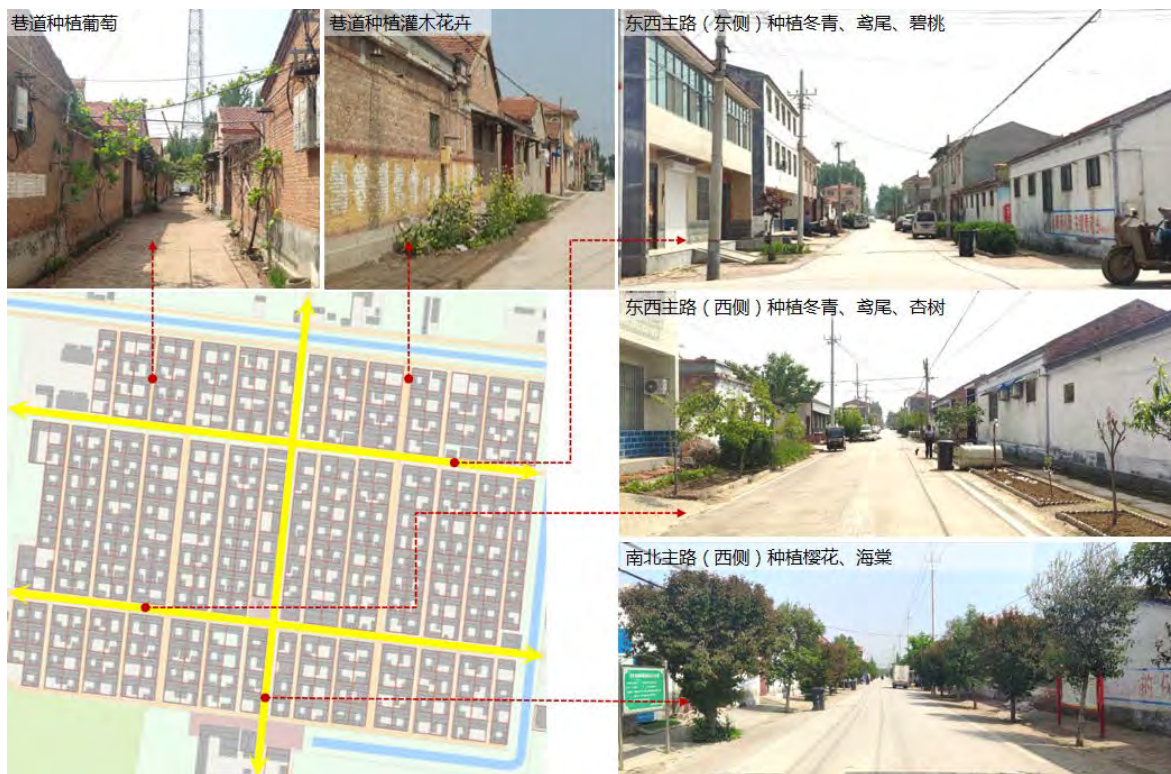 巷道种植葡萄
巷道种植灌木花卉
东西主路（东侧）种植冬青、鸢尾、碧桃
东西主路（西侧）种植冬青、鸢尾、杏树
南北主路（西侧）种植樱花、海棠